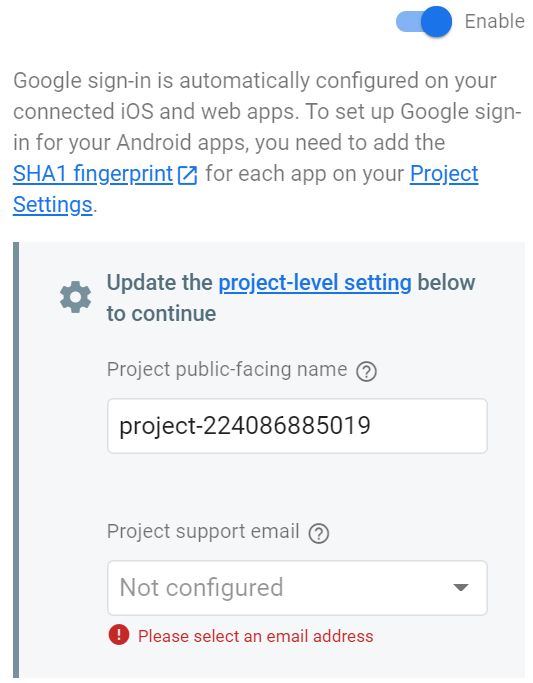 Enable
Google sign-in is automatically configured on your
connected iOS and web apps. To set up Google sign-
in for your Android apps, you need to add the
SHA1 fingerprint for each app on your Project
Settings.
Update the project-level setting below
to continue
Project public-facing name
project-224086885019
Project support email
Not configured
Please select an email address